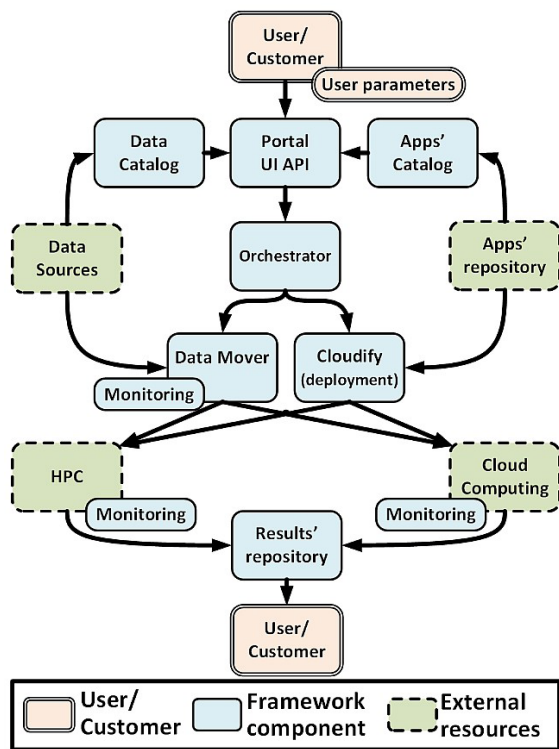 User/
Customer
User parameters
Data
Catalog
Portal
UI API
Apps'
Catalog
Data
Sources
Orchestrator
Apps'
repository
Data Mover
Cloudify
(deployment)
Monitoring
HPC
Cloud
Computing
Monitoring
Monitoring
Results'
repository
User/
Customer
User/
Customer
Framework
component
External
resources